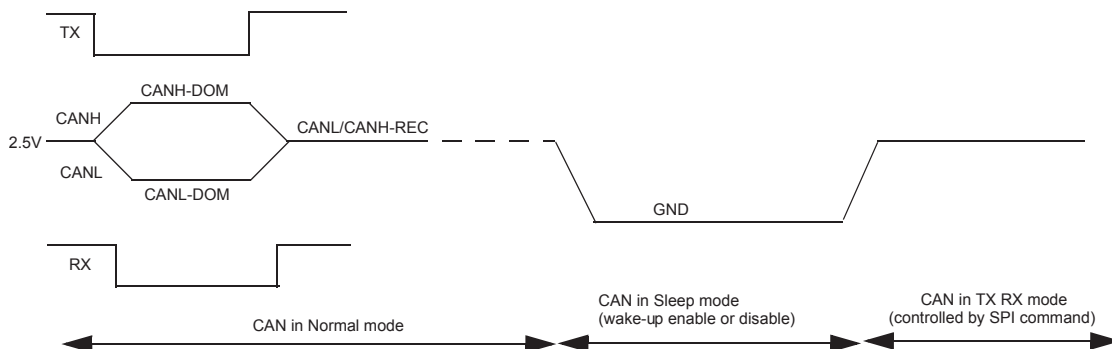 TX
CANH-DOM
CANH
2.5V
CANL/CANH-REC
CANL
CANL-DOM
GND
RX
CAN in Normal mode
CAN in Sleep mode
(wake-up enable or disable)
CAN in TX RX mode
(controlled by SPI command)